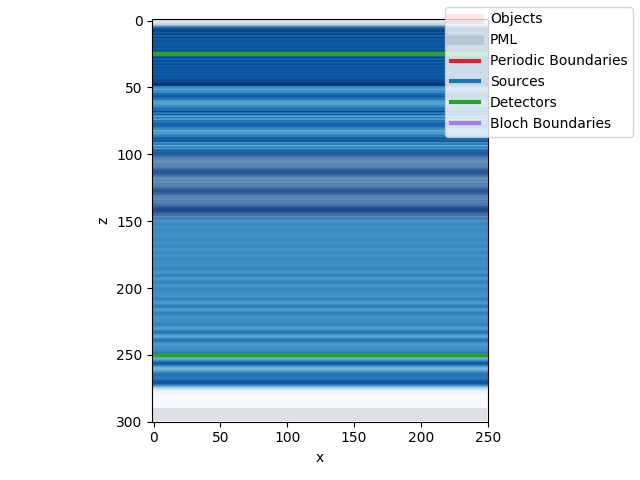 Objects
PML
Periodic Boundaries
Sources
Detectors
Bloch Boundaries
0
50
100
150
200
250
300
z
0
50
100
150
200
250
x